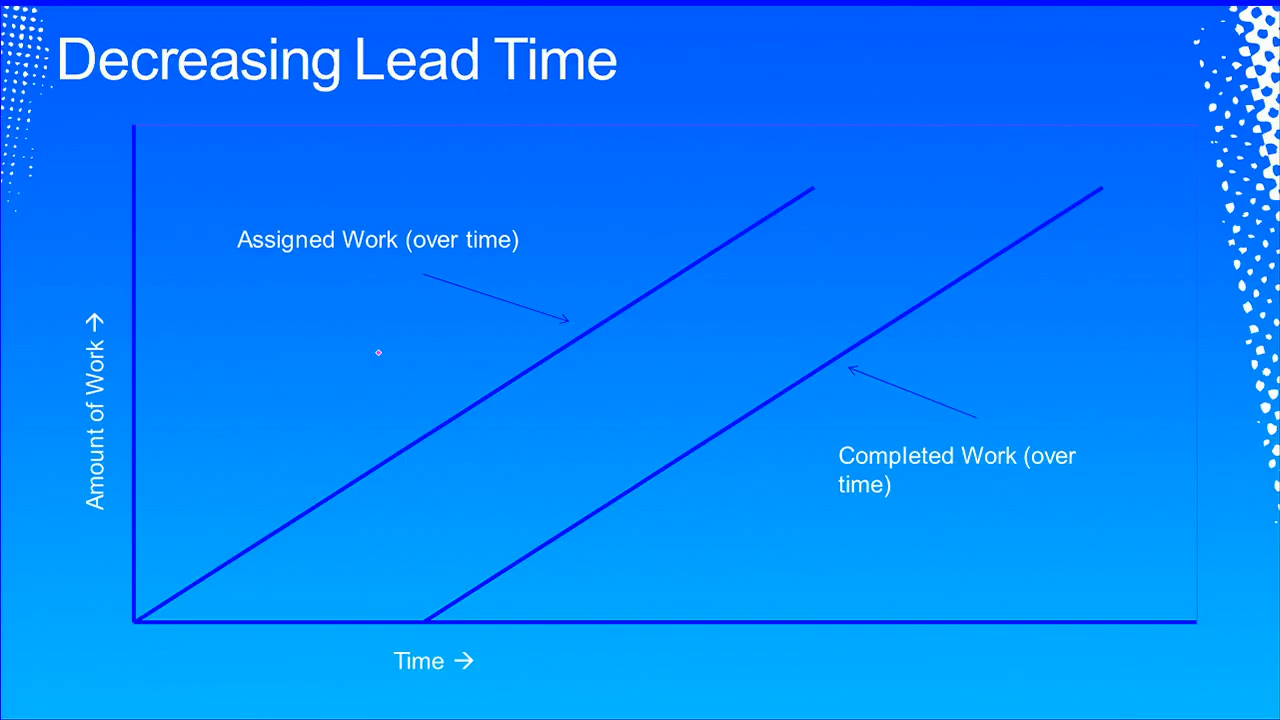 Decreasing Lead Time
Assigned Work (over time)
Amount of Work →
Completed Work (over
time)
Time →